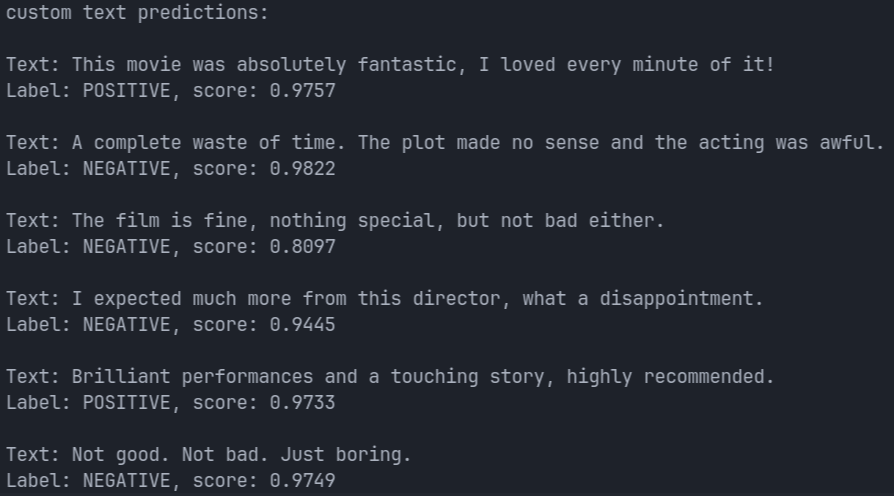 custom text predictions:
Text: This movie was absolutely fantastic, I loved every minute of it!
Label: POSITIVE, score: 0.9757
Text: A complete waste of time. The plot made no sense and the acting was awful.
Label: NEGATIVE, score: 0.9822
Text: The film is fine, nothing special, but not bad either.
Label: NEGATIVE, score: 0.8097
Text: I expected much more from this director, what a disappointment.
Label: NEGATIVE, score: 0.9445
Text: Brilliant performances and a touching story, highly recommended.
Label: POSITIVE, score: 0.9733
Text: Not good. Not bad. Just boring.
Label: NEGATIVE, score: 0.9749